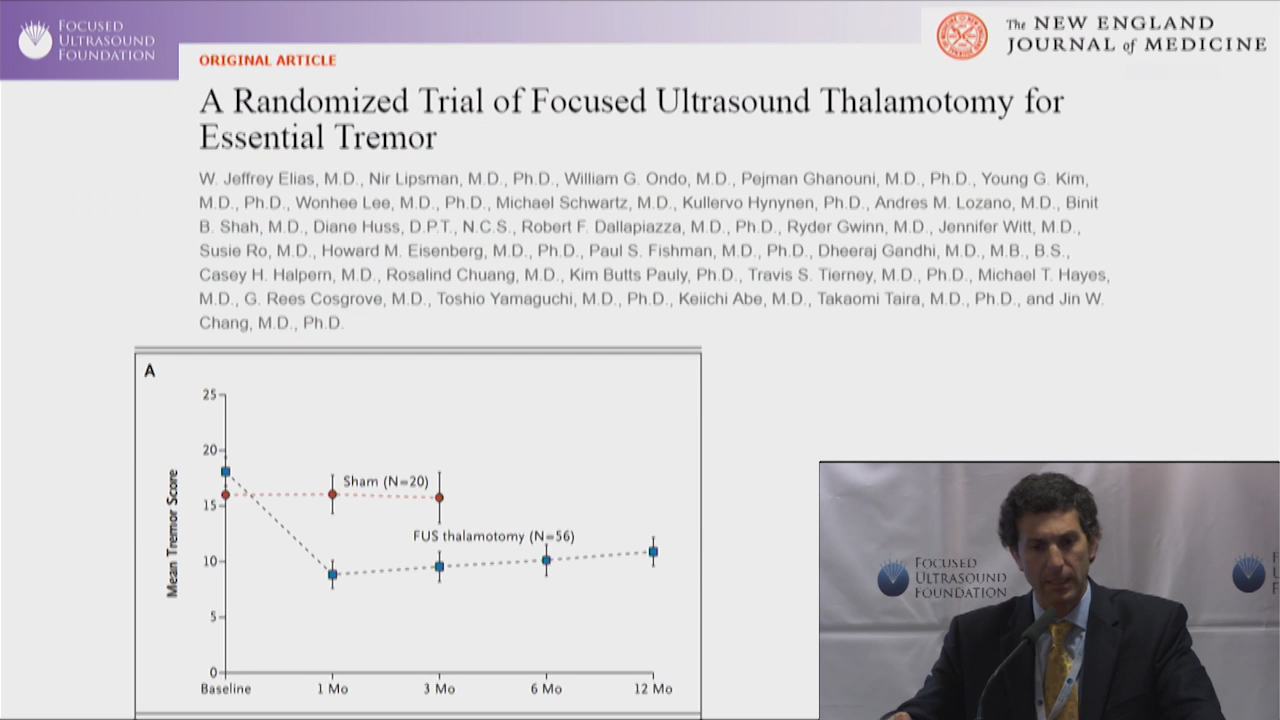 FOCUSED
ULTRASOUND
FOUNDATION
The NEW ENGLAND
JOURNAL of MEDICINE
ORIGINAL ARTICLE
A Randomized Trial of Focused Ultrasound Thalamotomy for
Essential Tremor
W. Jeffrey Elias, M.D., Nir Lipsman, M.D., Ph.D., William G. Ondo, M.D., Pejman Ghanouni, M.D., Ph.D., Young G. Kim,
M.D., Ph.D., Wonhee Lee, M.D., Ph.D., Michael Schwartz, M.D., Kullervo Hynynen, Ph.D., Andres M. Lozano, M.D., Binit
B. Shah, M.D., Diane Huss, D.P.T., N.C.S., Robert F. Dallapiazza, M.D., Ph.D., Ryder Gwinn, M.D., Jennifer Witt, M.D.,
Susie Ro, M.D., Howard M. Eisenberg, M.D., Ph.D., Paul S. Fishman, M.D., Ph.D., Dheeraj Gandhi, M.D., M.B., B.S.,
Casey H. Halpern, M.D., Rosalind Chuang, M.D., Kim Butts Pauly, Ph.D., Travis S. Tierney, M.D., Ph.D., Michael T. Hayes,
M.D., G. Rees Cosgrove, M.D., Toshio Yamaguchi, M.D., Ph.D., Keiichi Abe, M.D., Takaomi Taira, M.D., Ph.D., and Jin W.
Chang, M.D., Ph.D.
A
25
20
15
10
5
0
Mean Tremor Score
Sham (N=20)
FUS thalamotomy (N=56)
Baseline
1 Mo
3 Mo
6 Mo
12 Mo
FOCUSED
ULTRASOUND
FOUNDATION